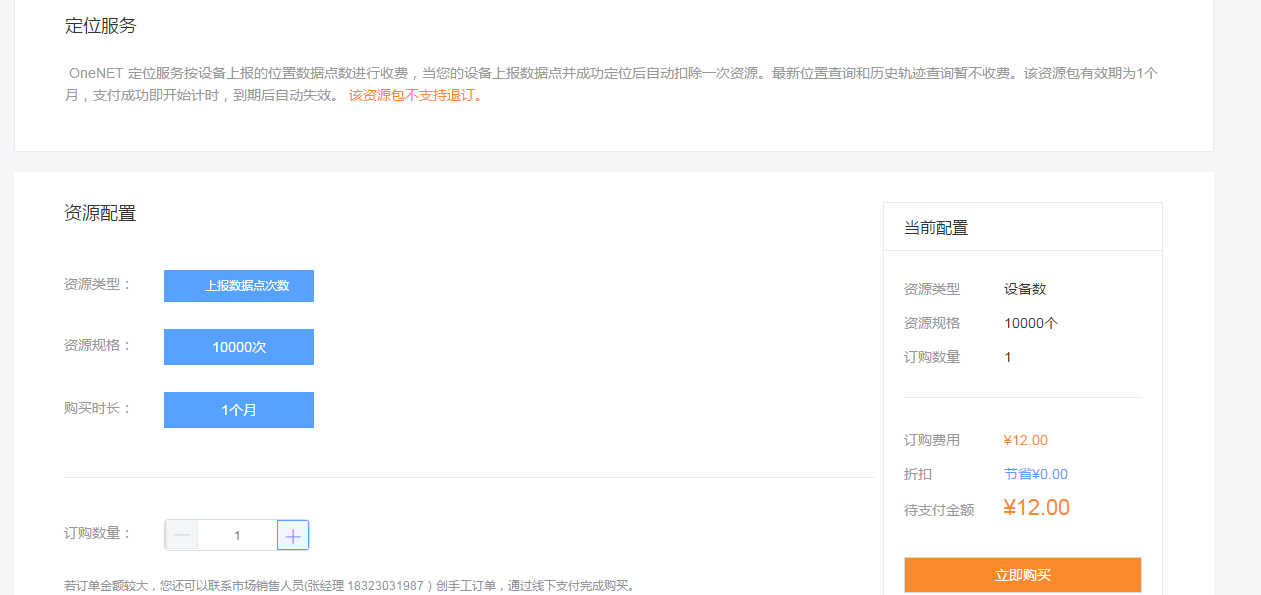 定位服务
OneNET 定位服务按设备上报的位置数据点数进行收费，当您的设备上报数据点并成功定位后自动扣除一次资源。最新位置查询和历史轨迹查询暂不收费。该资源包有效期为1个
月，支付成功即开始计时，到期后自动失效。 该资源包不支持退订。
资源配置
资源类型： 上报数据点次数
资源规格： 10000次
购买时长： 1个月
订购数量： 1
若订单金额较大，您还可以联系市场销售人员(张经理 18323031987 ）创手工订单，通过线下支付完成购买。
当前配置
资源类型 设备数
资源规格 10000个
订购数量 1
订购费用 ¥12.00
折扣 节省¥0.00
待支付金额 ¥12.00
立即购买